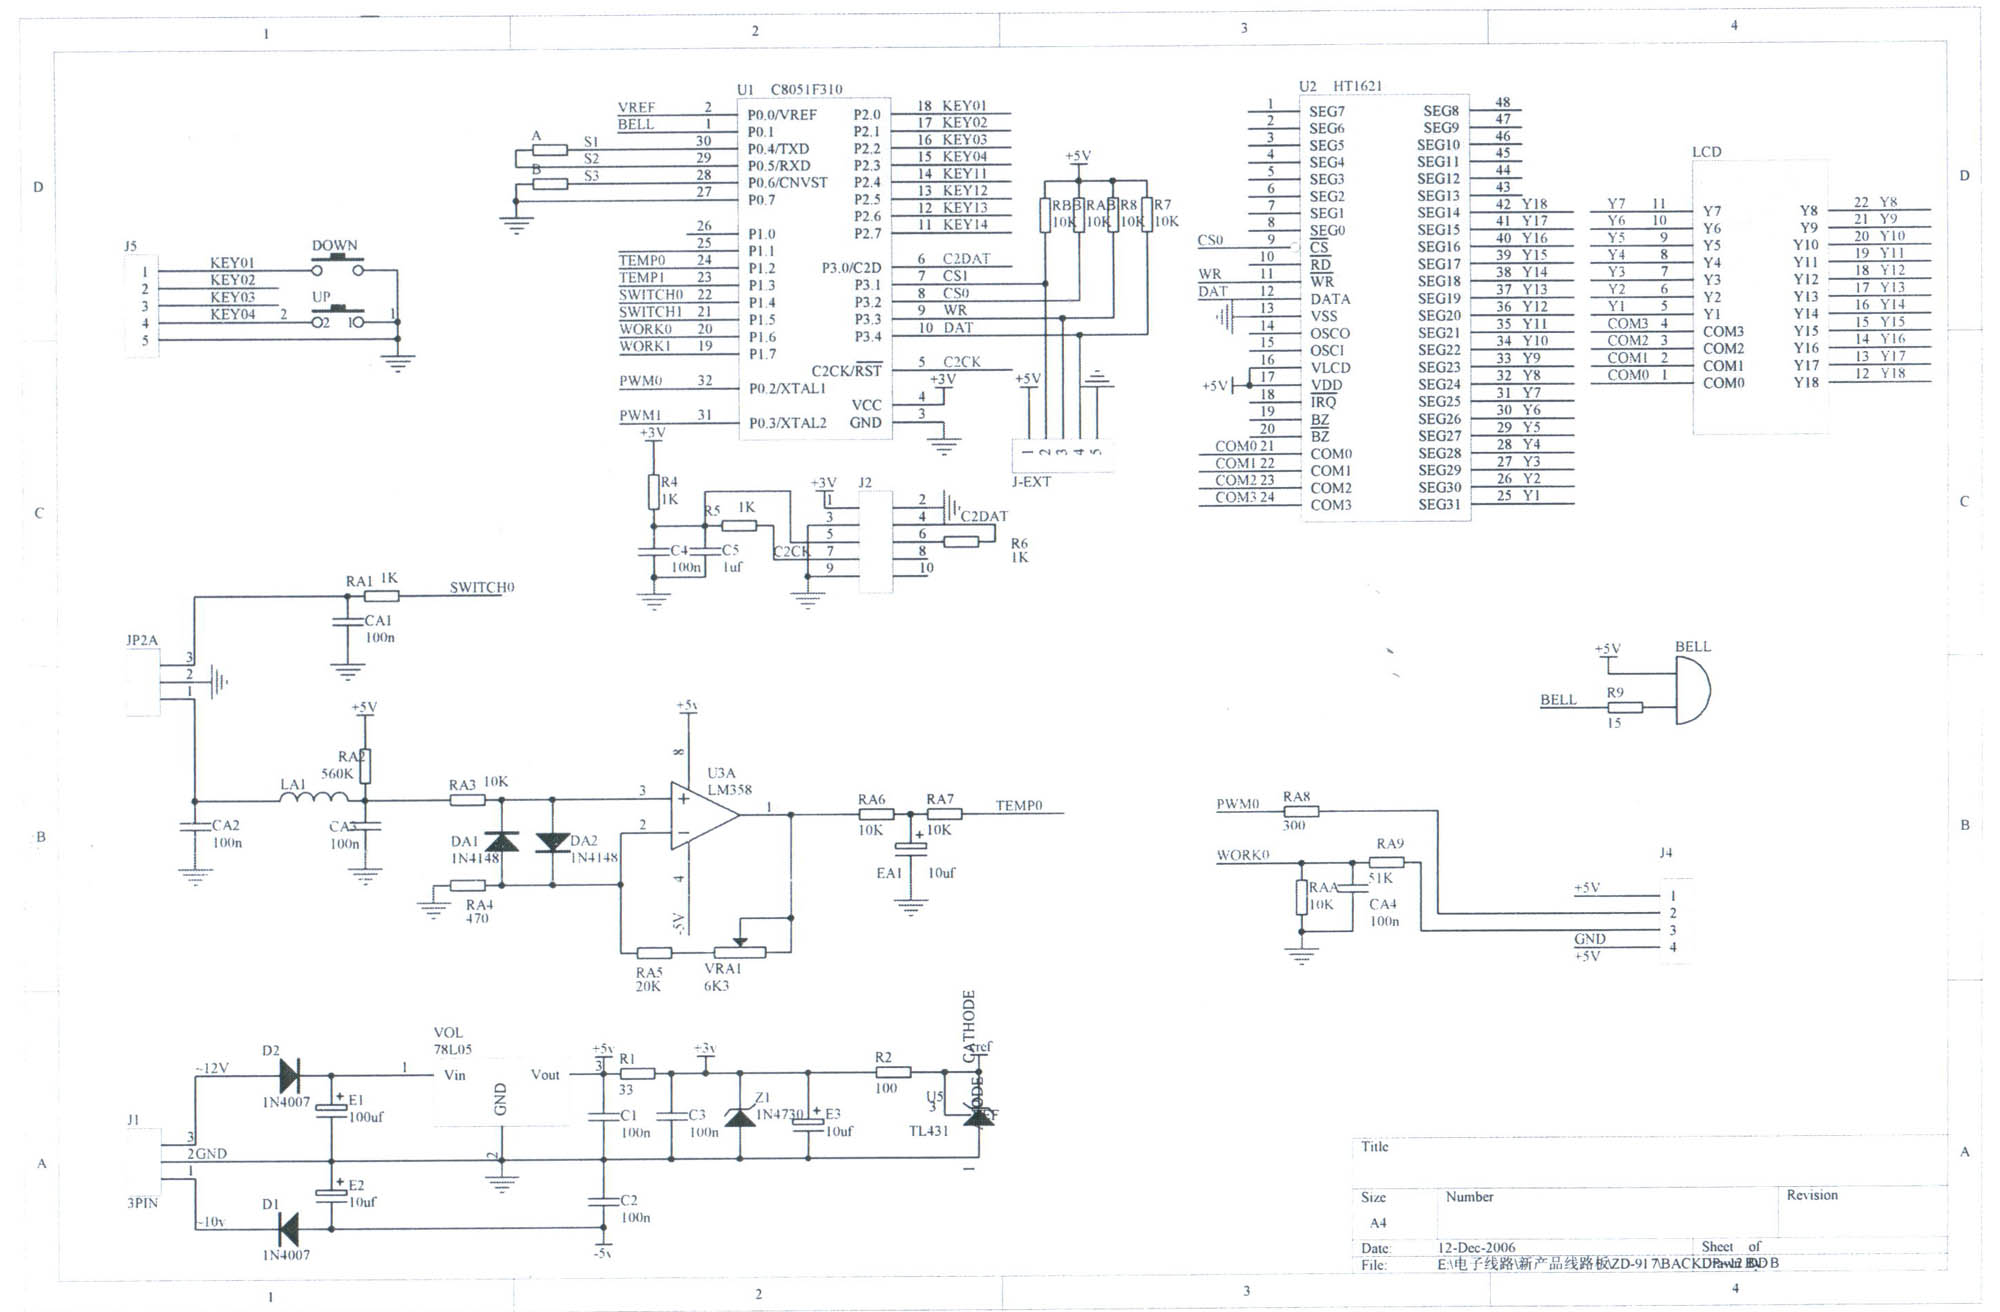 1 2 3 4
D C B A
D C B A
1 2 3 4
U1 C8051F310
VREF 2 P0.0/VREF P2.0 18 KEY01
BELL 1 P0.1 P2.1 17 KEY02
A S1 30 P0.4/TXD P2.2 16 KEY03
S2 29 P0.5/RXD P2.3 15 KEY04
B S3 28 P0.6/CNVST P2.4 14 KEY11
27 P0.7 P2.5 13 KEY12
P2.6 12 KEY13
26 P1.0 P2.7 11 KEY14
25 P1.1
TEMP0 24 P1.2 P3.0/C2D 6 C2DAT
TEMP1 23 P1.3 P3.1 7 CS1
SWITCH0 22 P1.4 P3.2 8 CS0
SWITCH1 21 P1.5 P3.3 9 WR
WORK0 20 P1.6 P3.4 10 DAT
WORK1 19 P1.7
C2CK/RST 5 C2CK
PWM0 32 P0.2/XTAL1
VCC 4 +3V
PWM1 31 P0.3/XTAL2 GND 3
+5V
RBB RAB R8 R7
10K 10K 10K 10K
+5V
1 2 3 4 5
J-EXT
U2 HT1621
1 SEG7 SEG8 48
2 SEG6 SEG9 47
3 SEG5 SEG10 46
4 SEG4 SEG11 45
5 SEG3 SEG12 44
6 SEG2 SEG13 43
7 SEG1 SEG14 42 Y18
8 SEG0 SEG15 41 Y17
CS0 9 CS SEG16 40 Y16
10 RD SEG17 39 Y15
WR 11 WR SEG18 38 Y14
DAT 12 DATA SEG19 37 Y13
13 VSS SEG20 36 Y12
14 OSCO SEG21 35 Y11
15 OSCI SEG22 34 Y10
16 VLCD SEG23 33 Y9
+5V 17 VDD SEG24 32 Y8
18 IRQ SEG25 31 Y7
19 BZ SEG26 30 Y6
20 BZ SEG27 29 Y5
COM0 21 COM0 SEG28 28 Y4
COM1 22 COM1 SEG29 27 Y3
COM2 23 COM2 SEG30 26 Y2
COM3 24 COM3 SEG31 25 Y1
LCD
Y7 11 Y7 Y8 22 Y8
Y6 10 Y6 Y9 21 Y9
Y5 9 Y5 Y10 20 Y10
Y4 8 Y4 Y11 19 Y11
Y3 7 Y3 Y12 18 Y12
Y2 6 Y2 Y13 17 Y13
Y1 5 Y1 Y14 16 Y14
COM3 4 COM3 Y15 15 Y15
COM2 3 COM2 Y16 14 Y16
COM1 2 COM1 Y17 13 Y17
COM0 1 COM0 Y18 12 Y18
J5
1 KEY01 DOWN
2 KEY02
3 KEY03 UP
4 KEY04 2 2 1 1
5
+3V
R4
1K
R5 1K
C4
100n
C5
1uf
C2CK
+3V J2
1 2
3 4 C2DAT
5 6
7 8
9 10
R6
1K
RA1 1K SWITCH0
CA1
100n
JP2A
3
2
1
+5V
RA2
560K
LA1
CA2
100n
CA3
100n
RA3 10K
DA1
1N4148
DA2
1N4148
RA4
470
+5v
8
U3A
LM358
3 + 1
2 −
4
-5V
RA5
20K
VRA1
6K3
RA6
10K
RA7
10K
TEMP0
+
EA1 10uf
+5V BELL
BELL R9
15
PWM0 RA8
300
WORK0 RA9
51K
RAA
10K
CA4
100n
J4
+5V 1
2
3
GND 4
+5V
J1
3
2 GND
1
3PIN
~12V D2
1N4007
+ E1
100uf
VOL
78L05
1 Vin Vout 3
GND
2
+5v R1
33
+3v
C1
100n
C3
100n
Z1
1N4730
+ E3
10uf
R2
100
CATHODE
U5
3
TL431
1
~10v D1
1N4007
+ E2
10uf
C2
100n
-5v
Title
Size Number Revision
A4
Date: 12-Dec-2006 Sheet of
File: E:\电子线路\新产品线路板\ZD-917\BACKDP-12.DDB